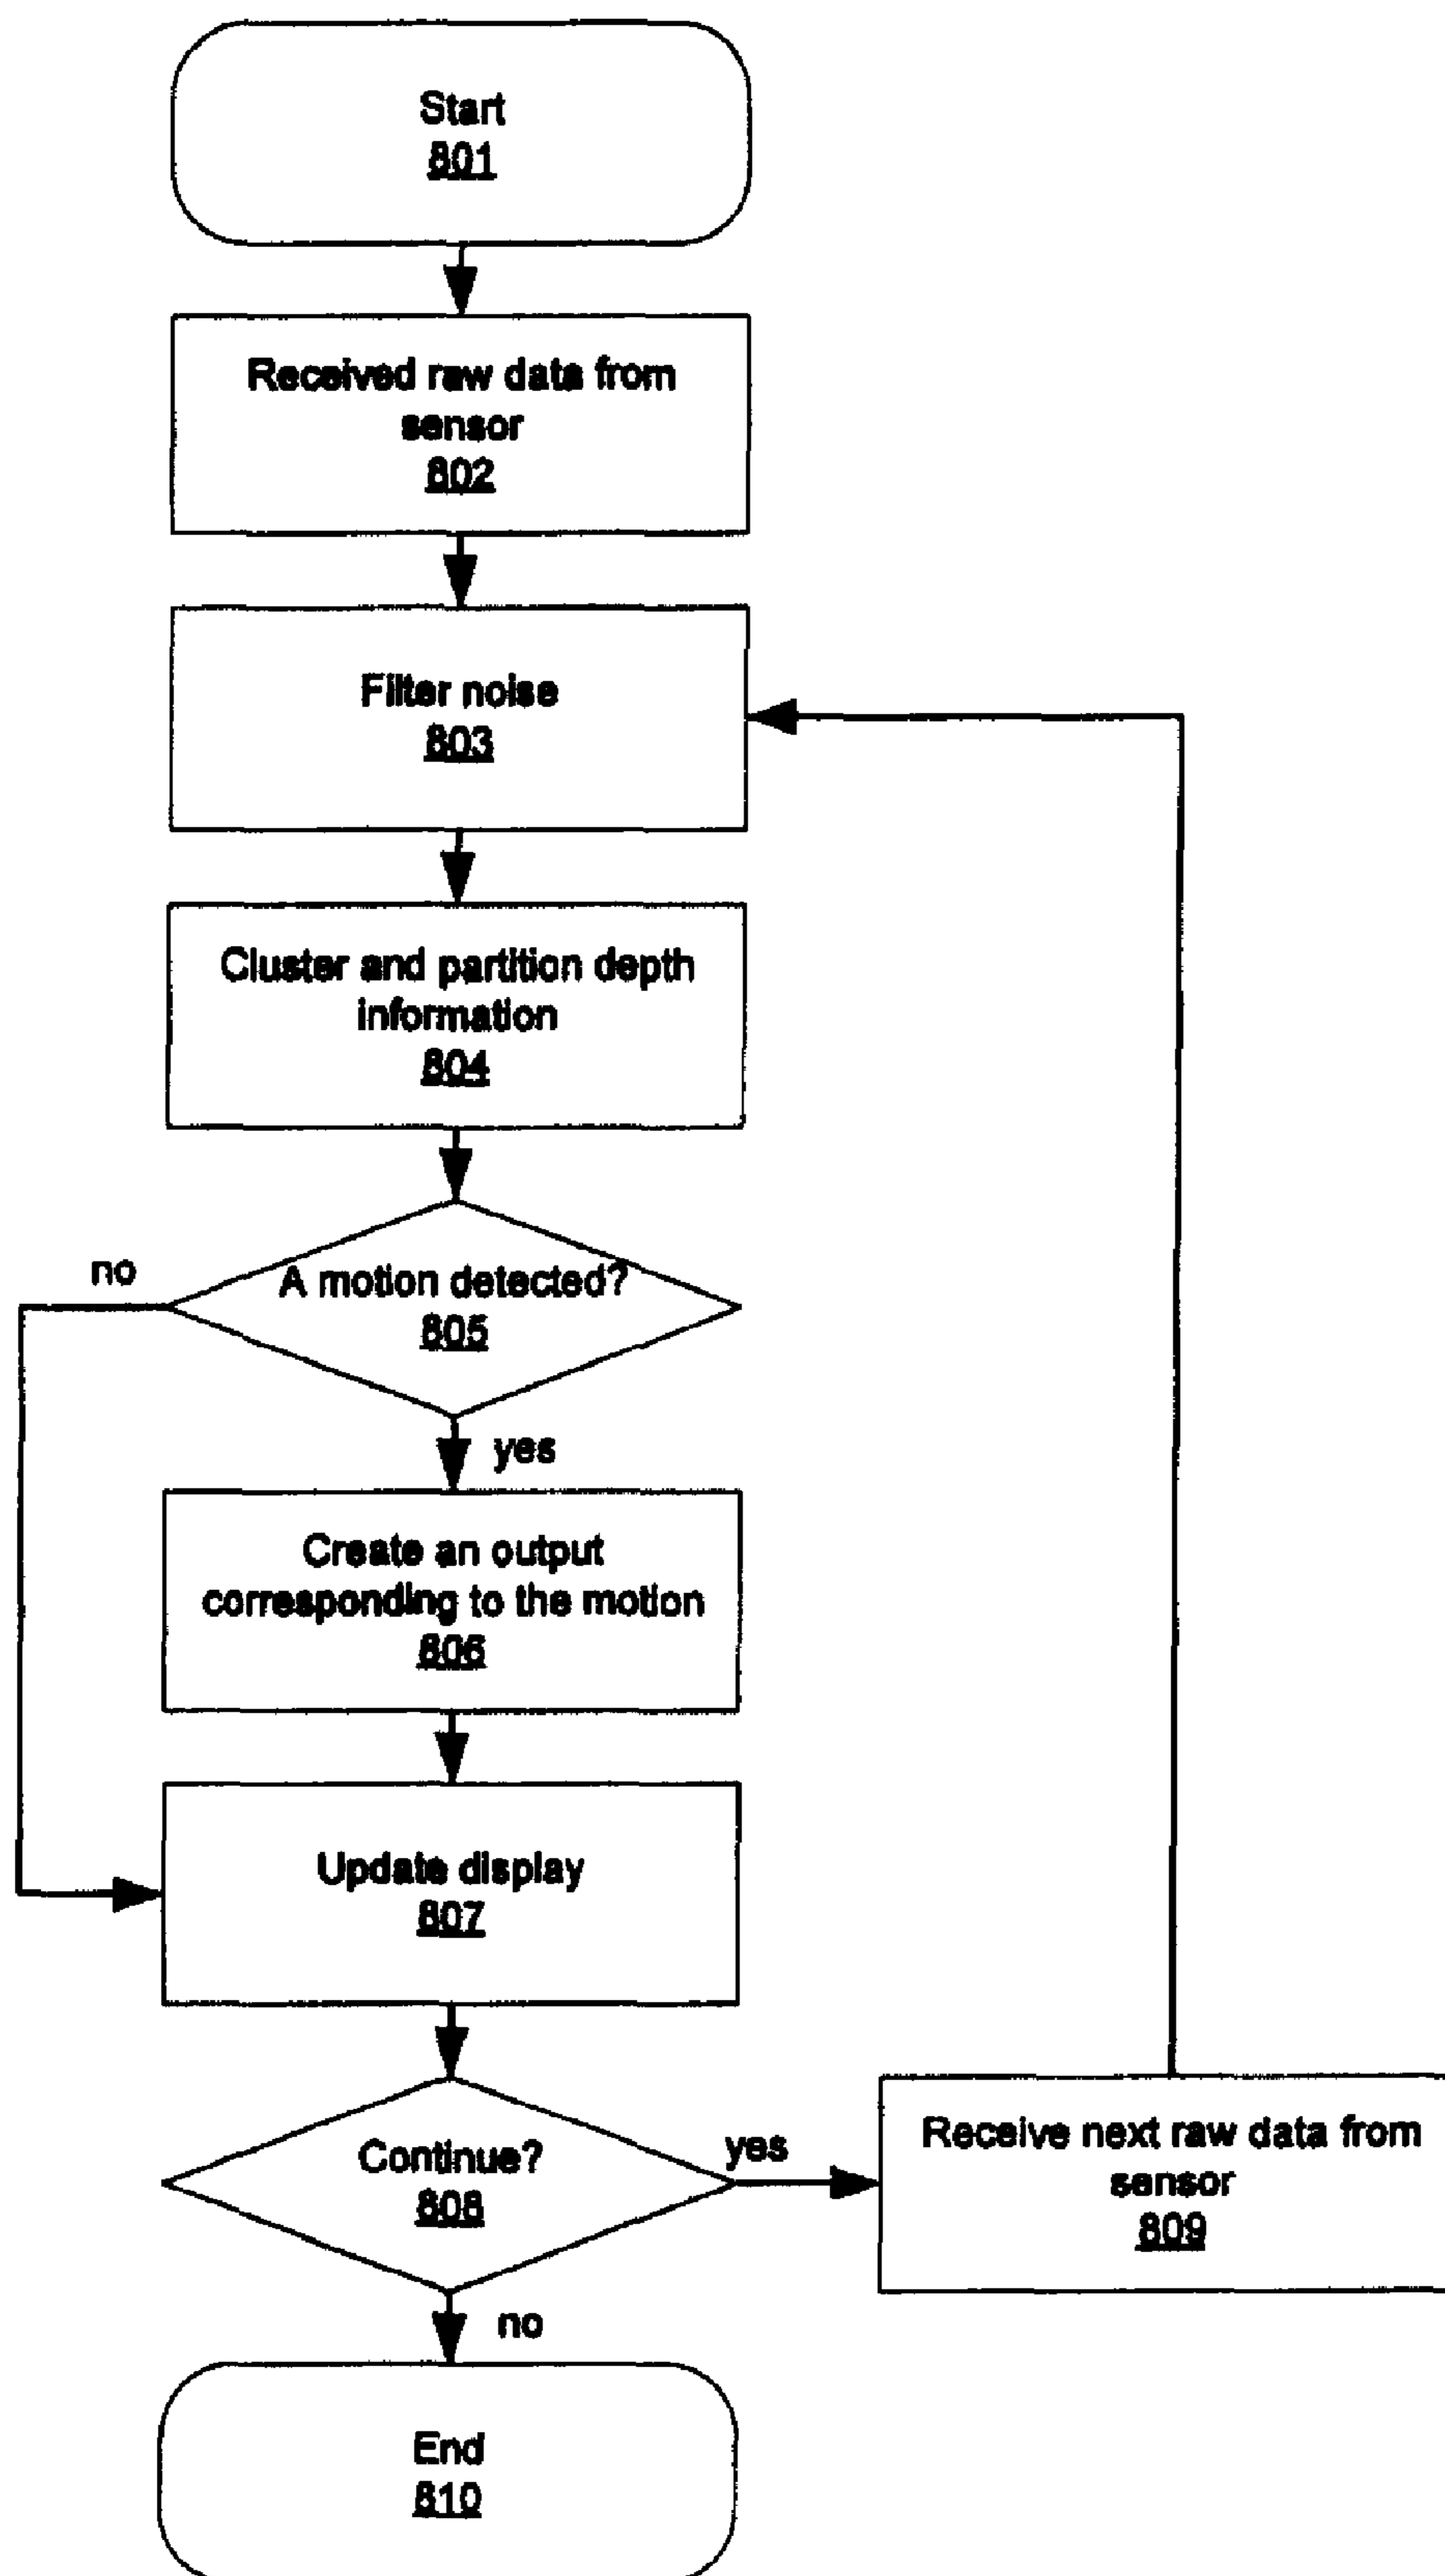 Start
801
Received raw data from
sensor
802
Filter noise
803
Cluster and partition depth
information
804
no
A motion detected?
805
yes
Create an output
corresponding to the motion
806
Update display
807
Continue?
808
yes
Receive next raw data from
sensor
809
no
End
810